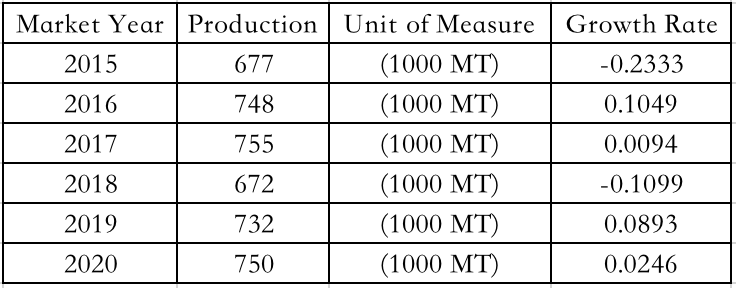 Market Year Production Unit of Measure Growth Rate
2015 677 (1000 MT) -0.2333
2016 748 (1000 MT) 0.1049
2017 755 (1000 MT) 0.0094
2018 672 (1000 MT) -0.1099
2019 732 (1000 MT) 0.0893
2020 750 (1000 MT) 0.0246